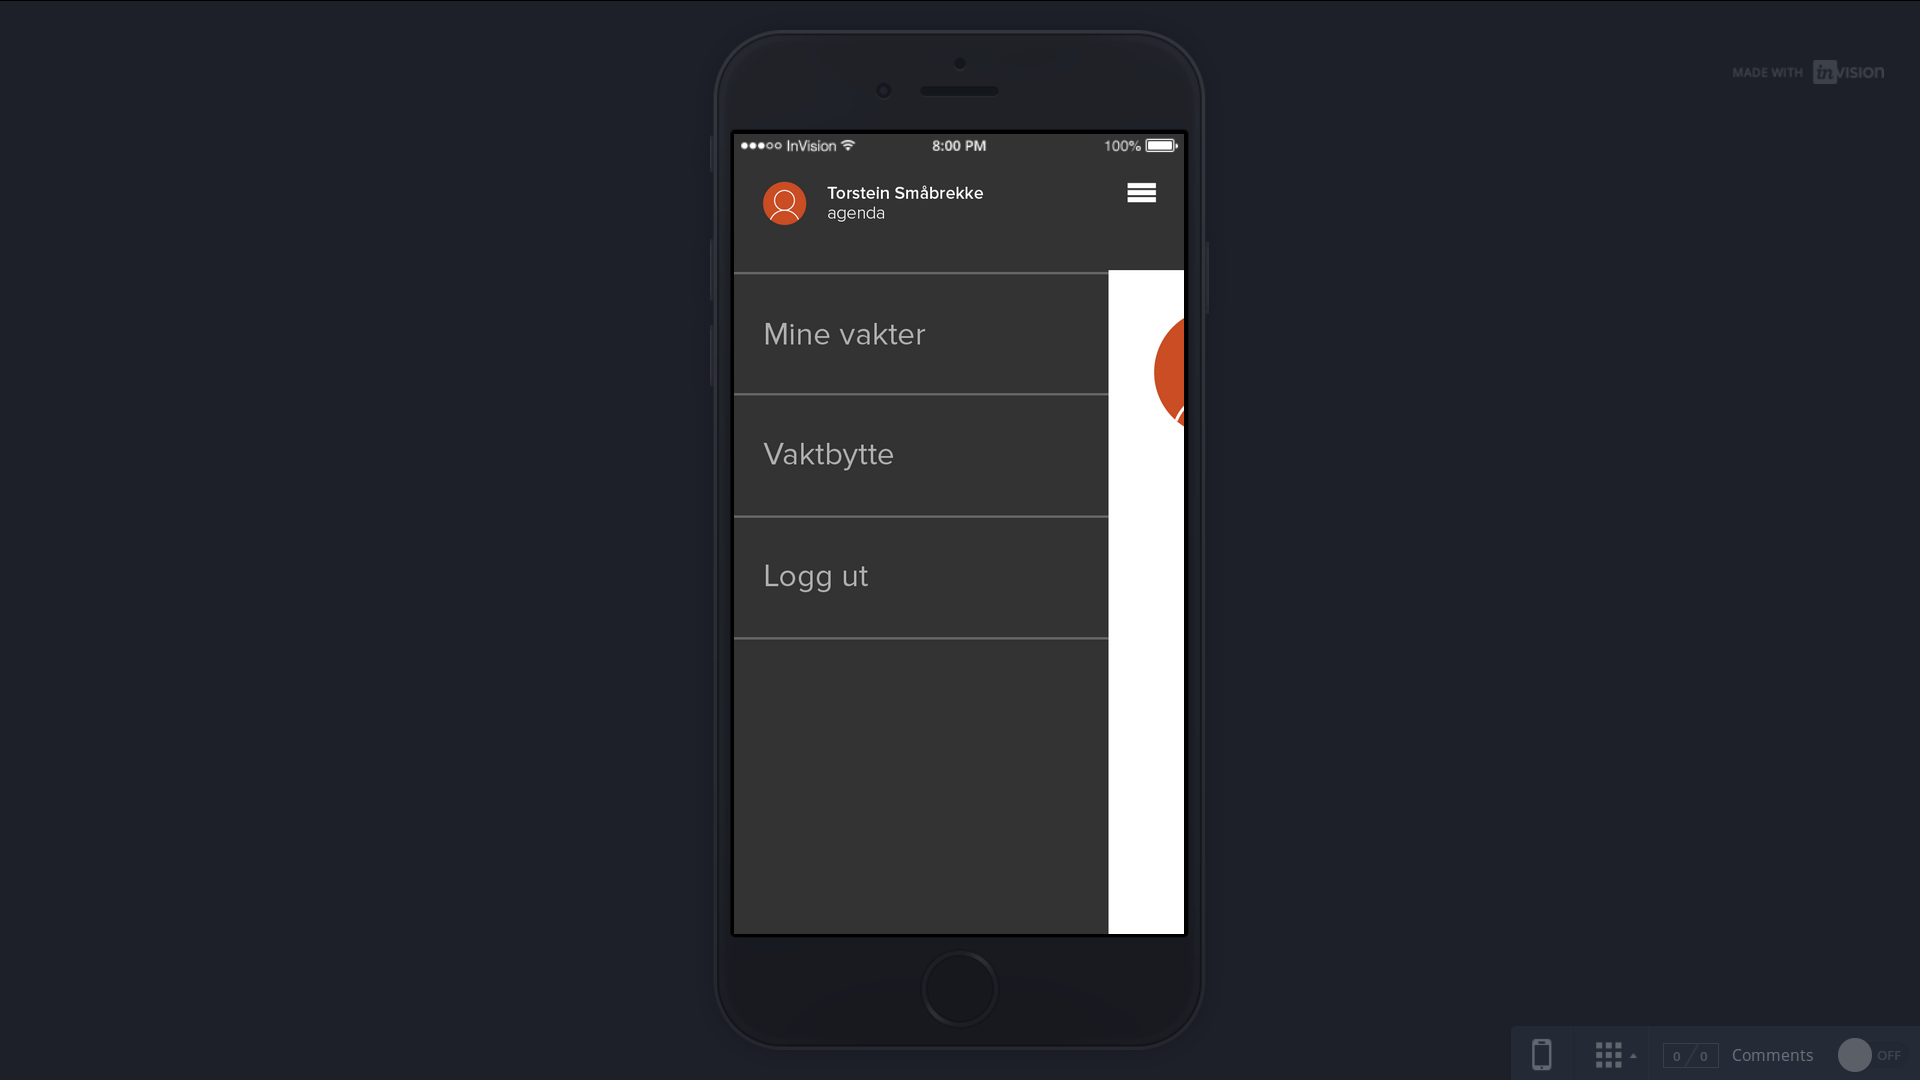 MADE WITH inVISION
InVision 8:00 PM 100%
Torstein Småbrekke
agenda
Mine vakter
Vaktbytte
Logg ut
0 / 0 Comments OFF